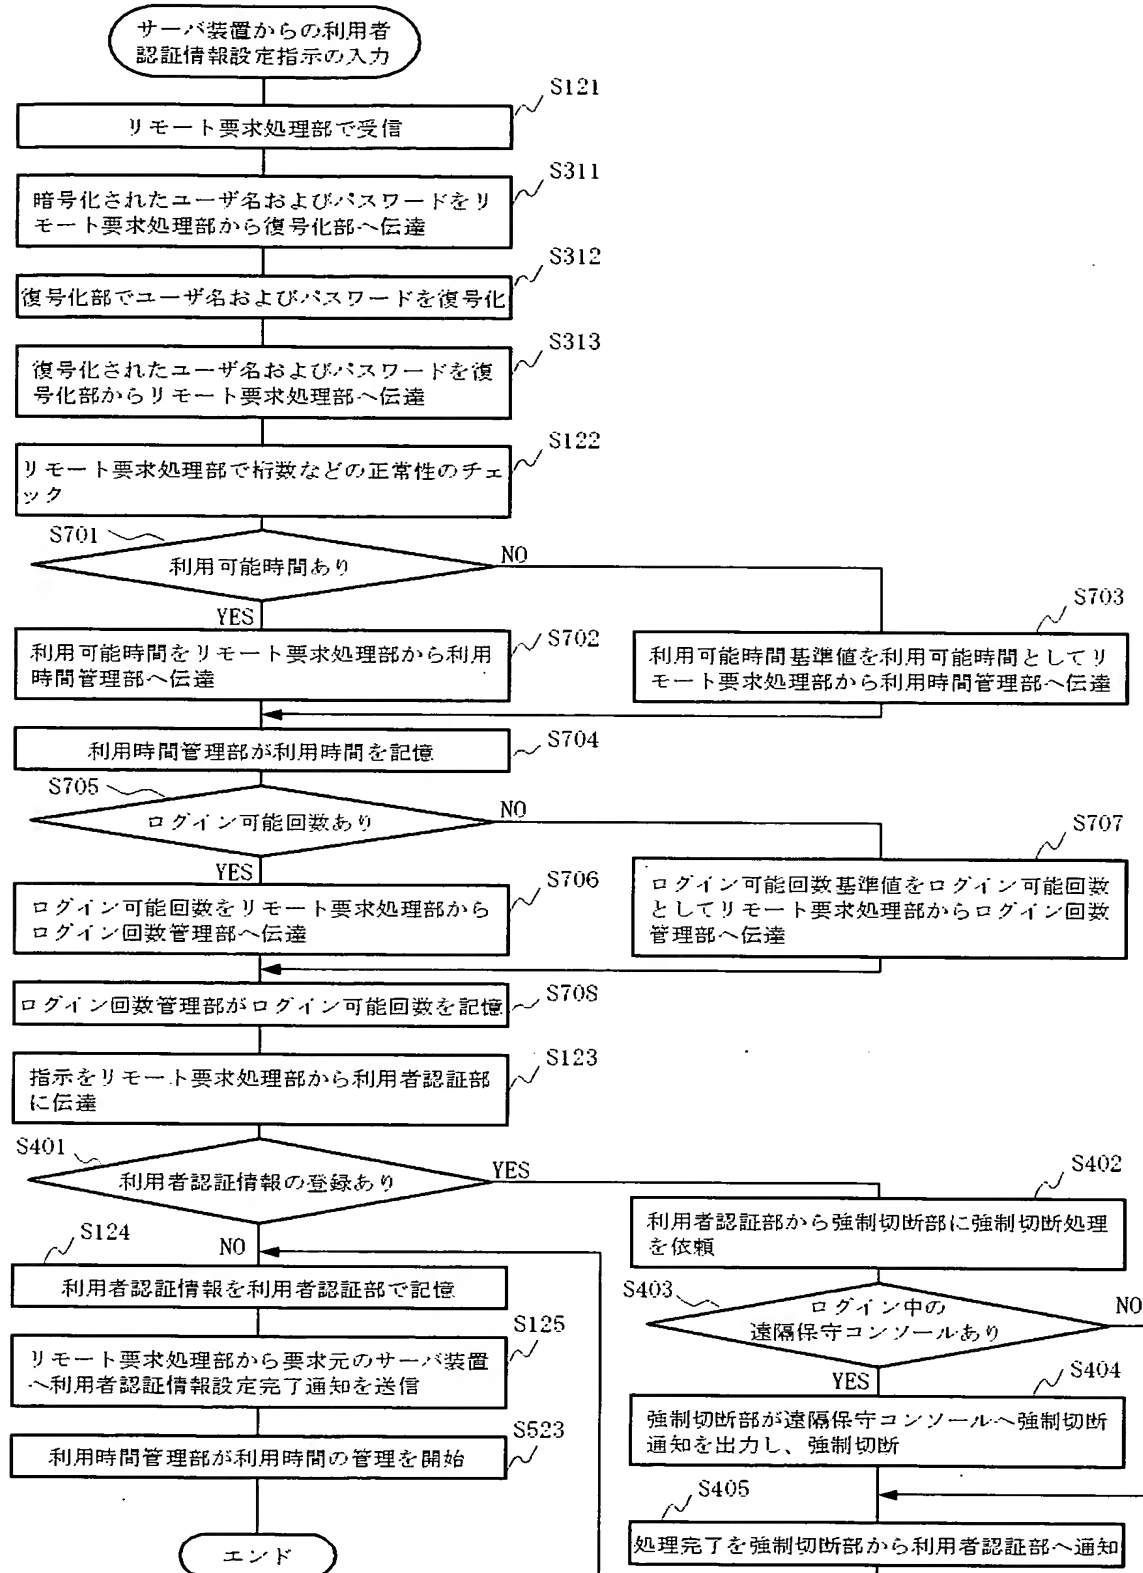 サーバ装置からの利用者
認証情報設定指示の入力
S121
リモート要求処理部で受信
S311
暗号化されたユーザ名およびパスワードをリ
モート要求処理部から復号化部へ伝達
S312
復号化部でユーザ名およびパスワードを復号化
S313
復号化されたユーザ名およびパスワードを復
号化部からリモート要求処理部へ伝達
S122
リモート要求処理部で桁数などの正常性のチェ
ック
S701
利用可能時間あり
NO
YES
S702
利用可能時間をリモート要求処理部から利用
時間管理部へ伝達
S703
利用可能時間基準値を利用可能時間としてリ
モート要求処理部から利用時間管理部へ伝達
S704
利用時間管理部が利用時間を記憶
S705
ログイン可能回数あり
NO
YES
S706
ログイン可能回数をリモート要求処理部から
ログイン回数管理部へ伝達
S707
ログイン可能回数基準値をログイン可能回数
としてリモート要求処理部からログイン回数
管理部へ伝達
S708
ログイン回数管理部がログイン可能回数を記憶
S123
指示をリモート要求処理部から利用者認証部
に伝達
S401
利用者認証情報の登録あり
YES
NO
S402
利用者認証部から強制切断部に強制切断処理
を依頼
S124
利用者認証情報を利用者認証部で記憶
S403
ログイン中の
遠隔保守コンソールあり
NO
YES
S125
リモート要求処理部から要求元のサーバ装置
へ利用者認証情報設定完了通知を送信
S404
強制切断部が遠隔保守コンソールへ強制切断
通知を出力し、強制切断
S523
利用時間管理部が利用時間の管理を開始
S405
処理完了を強制切断部から利用者認証部へ通知
エンド